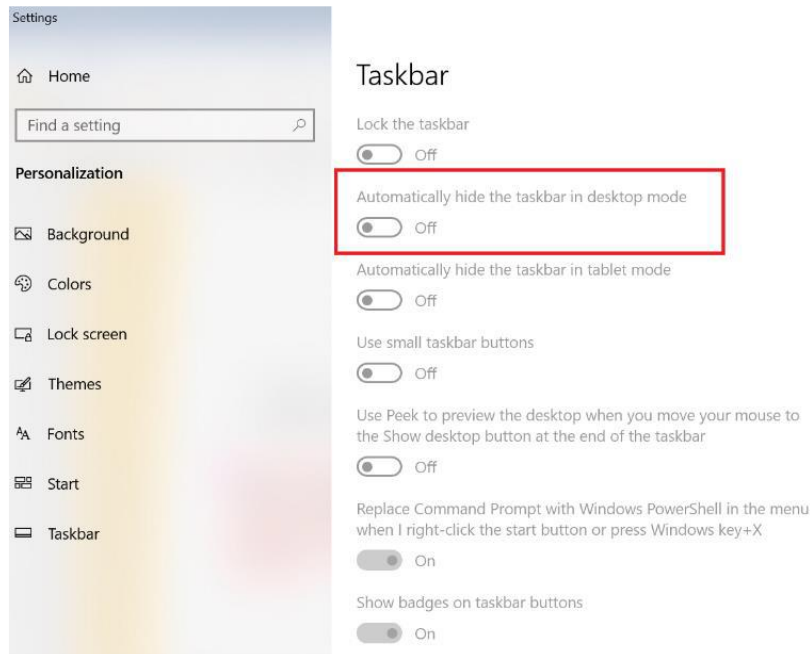 Settings
Home
Find a setting
Personalization
Background
Colors
Lock screen
Themes
Fonts
Start
Taskbar
Taskbar
Lock the taskbar
Off
Automatically hide the taskbar in desktop mode
Off
Automatically hide the taskbar in tablet mode
Off
Use small taskbar buttons
Off
Use Peek to preview the desktop when you move your mouse to
the Show desktop button at the end of the taskbar
Off
Replace Command Prompt with Windows PowerShell in the menu
when I right-click the start button or press Windows key+X
On
Show badges on taskbar buttons
On